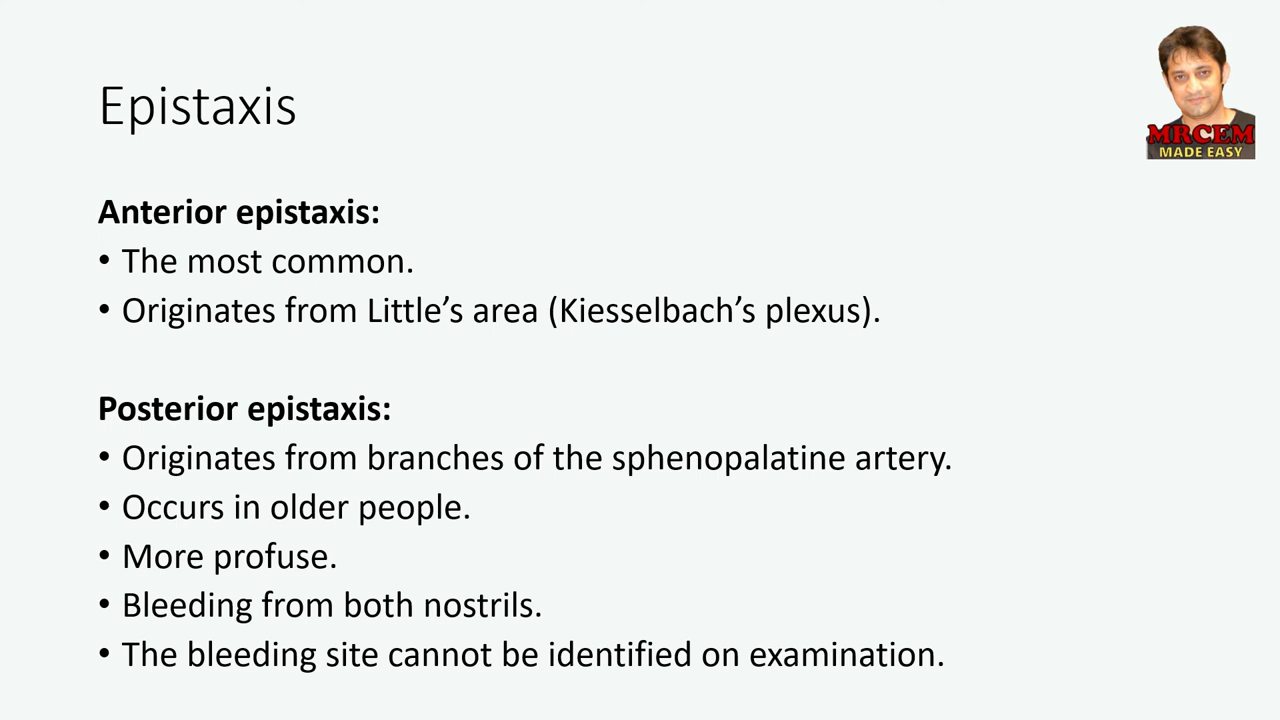 Epistaxis
MRCEM
MADE EASY
Anterior epistaxis:
• The most common.
• Originates from Little’s area (Kiesselbach’s plexus).
Posterior epistaxis:
• Originates from branches of the sphenopalatine artery.
• Occurs in older people.
• More profuse.
• Bleeding from both nostrils.
• The bleeding site cannot be identified on examination.